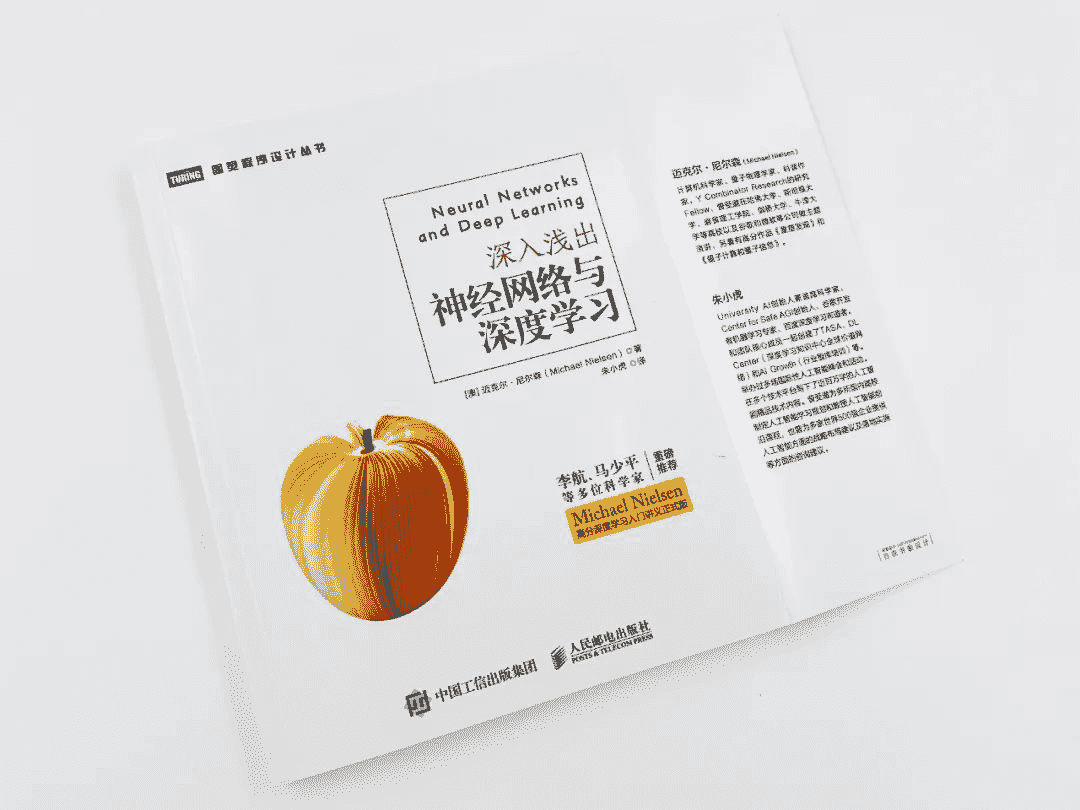 TURING 图灵程序设计丛书
Neural Networks
and Deep Learning
深入浅出
神经网络与
深度学习
[澳] 迈克尔·尼尔森（Michael Nielsen）◎著
朱小虎 ◎译
李航、马少平
等多位科学家
重磅
推荐
Michael Nielsen
高分深度学习入门讲义正式版
中国工信出版集团
人民邮电出版社
POSTS & TELECOM PRESS
迈克尔·尼尔森（Michael Nielsen）
计算机科学家、量子物理学家、科普作
家，Y Combinator Research的研究
Fellow，曾受邀在哈佛大学、斯坦福大
学、麻省理工学院、剑桥大学、牛津大
学等高校以及谷歌和微软等公司做主题
演讲，另著有高分作品《重塑发现》和
《量子计算和量子信息》。
朱小虎
University AI创始人兼首席科学家，
Center for Safe AGI创始人，谷歌开发
者机器学习专家，百度深度学习布道者。
和团队核心成员一起创建了TASA、DL
Center（深度学习知识中心全球价值网
络）和AI Growth（行业智库培训）等。
举办过多场国际性人工智能峰会和活动，
在多个技术平台写下了近百万字的人工智
能精品技术内容。曾受邀为多所国内高校
制定人工智能学习规划和教授人工智能前
沿课程，也曾为多家世界500强企业提供
人工智能方面的战略布局建议及落地实施
等方面的咨询建议。
书装设计